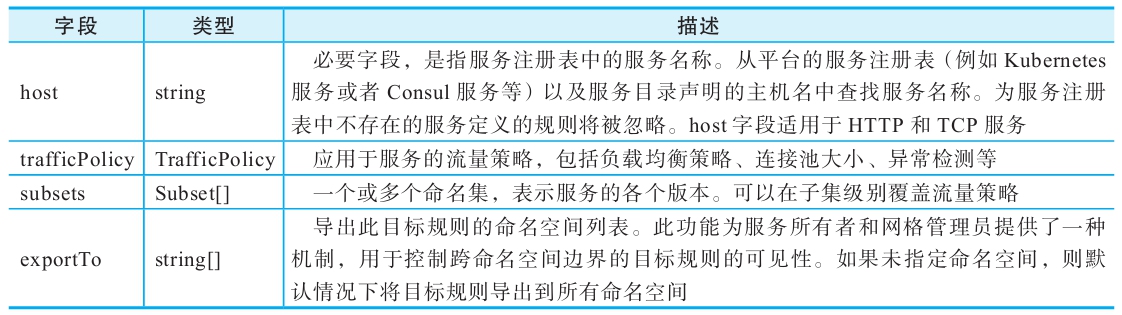 字段 类型 描述
必要字段，是指服务注册表中的服务名称。从平台的服务注册表（例如 Kubernetes
host string 服务或者 Consul 服务等）以及服务目录声明的主机名中查找服务名称。为服务注册
表中不存在的服务定义的规则将被忽略。host 字段适用于 HTTP 和 TCP 服务
trafficPolicy TrafficPolicy 应用于服务的流量策略，包括负载均衡策略、连接池大小、异常检测等
subsets Subset[] 一个或多个命名集，表示服务的各个版本。可以在子集级别覆盖流量策略
导出此目标规则的命名空间列表。此功能为服务所有者和网格管理员提供了一种
exportTo string[] 机制，用于控制跨命名空间边界的目标规则的可见性。如果未指定命名空间，则默
认情况下将目标规则导出到所有命名空间